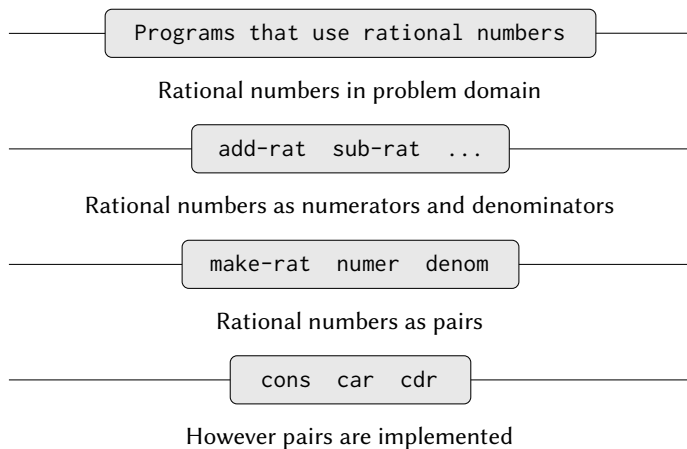 Programs that use rational numbers
Rational numbers in problem domain
add-rat sub-rat ...
Rational numbers as numerators and denominators
make-rat numer denom
Rational numbers as pairs
cons car cdr
However pairs are implemented